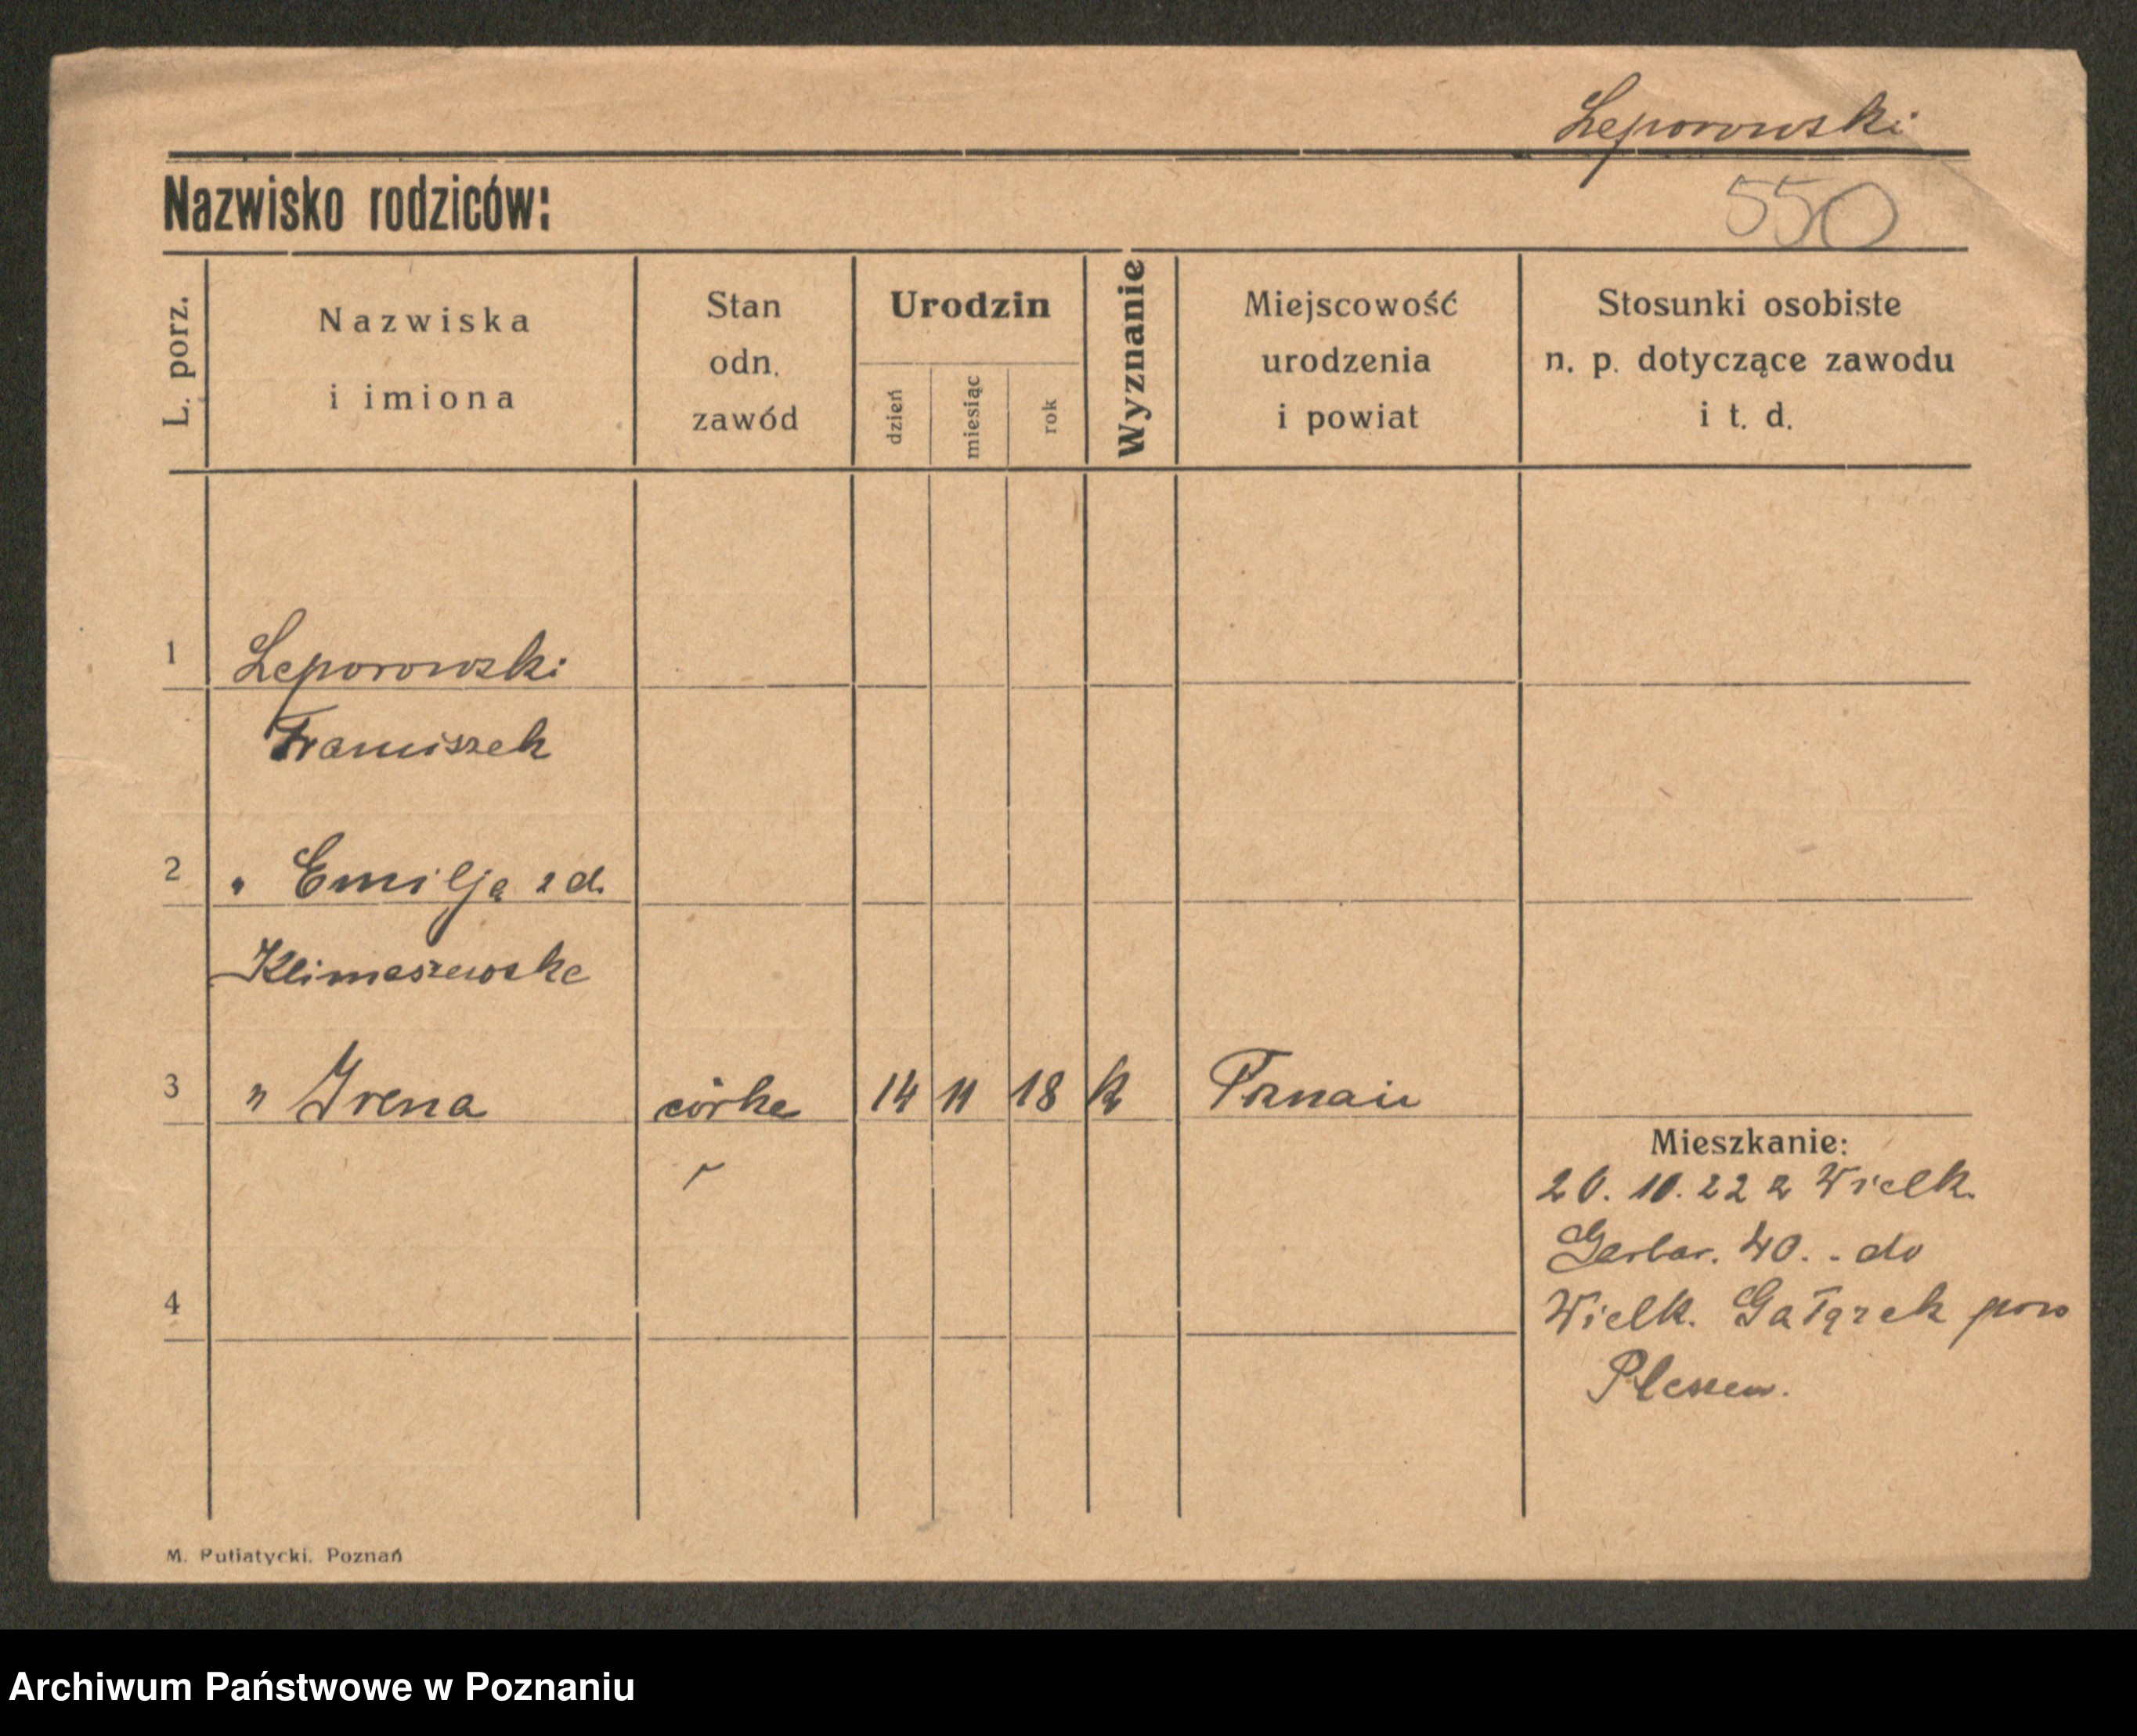 Leporowski
Nazwisko rodziców:
550
L. porz.
Nazwiska
i imiona
Stan
odn.
zawód
Urodzin
dzień
miesiąc
rok
Wyznanie
Miejscowość
urodzenia
i powiat
Stosunki osobiste
n. p. dotyczące zawodu
i t. d.
1 Leporowski
Franciszek
2 " Emilja z d.
Klimaszewska
3 " Irena córka 14 11 18 k Poznań
Mieszkanie:
20. 10. 22 z Wielk.
Garbar. 40. - do
4
Wielk. Gałązek pow
Pleszew.
M. Putiatycki, Poznań
Archiwum Państwowe w Poznaniu